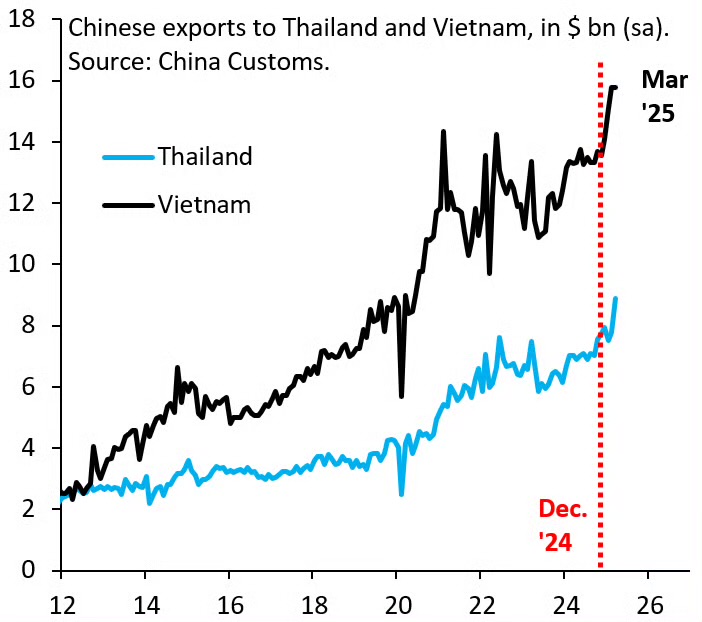 Chinese exports to Thailand and Vietnam, in $ bn (sa).
Source: China Customs.
Mar
'25
Thailand
Vietnam
Dec.
'24
18
16
14
12
10
8
6
4
2
0
12 14 16 18 20 22 24 26